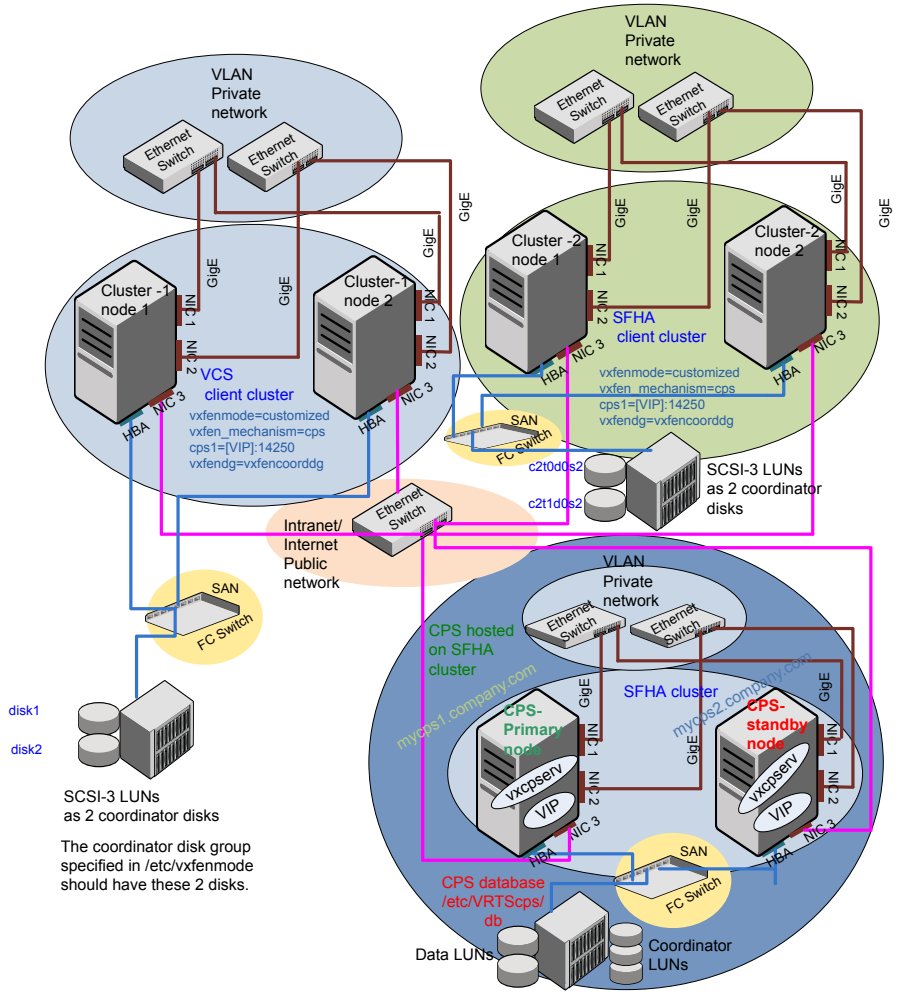 VLAN
Private
network
Ethernet
Switch
Ethernet
Switch
GigE
GigE
GigE
GigE
Cluster -2
node 1
Cluster-2
node 2
NIC 1
NIC 2
NIC 3
HBA
NIC 1
NIC 2
NIC 3
HBA
SFHA
client cluster
vxfenmode=customized
vxfen_mechanism=cps
cps1=[VIP]:14250
vxfendg=vxfencoorddg
SAN
FC Switch
c2t0d0s2
c2t1d0s2
SCSI-3 LUNs
as 2 coordinator
disks
VLAN
Private
network
Ethernet
Switch
Ethernet
Switch
GigE
GigE
GigE
GigE
Cluster -1
node 1
Cluster-1
node 2
NIC 1
NIC 2
NIC 3
HBA
NIC 1
NIC 2
NIC 3
HBA
VCS
client cluster
vxfenmode=customized
vxfen_mechanism=cps
cps1=[VIP]:14250
vxfendg=vxfencoorddg
Intranet/
Internet
Public
network
Ethernet
Switch
SAN
FC Switch
disk1
disk2
SCSI-3 LUNs
as 2 coordinator disks
The coordinator disk group
specified in /etc/vxfenmode
should have these 2 disks.
VLAN
Private
network
Ethernet
Switch
Ethernet
Switch
CPS hosted
on SFHA
cluster
mycps1.company.com
SFHA cluster
mycps2.company.com
GigE
GigE
GigE
CPS-
Primary
node
vxcpserv
VIP
NIC 1
NIC 2
NIC 3
HBA
CPS-
standby
node
vxcpserv
VIP
NIC 1
NIC 2
NIC 3
HBA
SAN
FC Switch
CPS database
/etc/VRTScps/
db
Data LUNs
Coordinator
LUNs